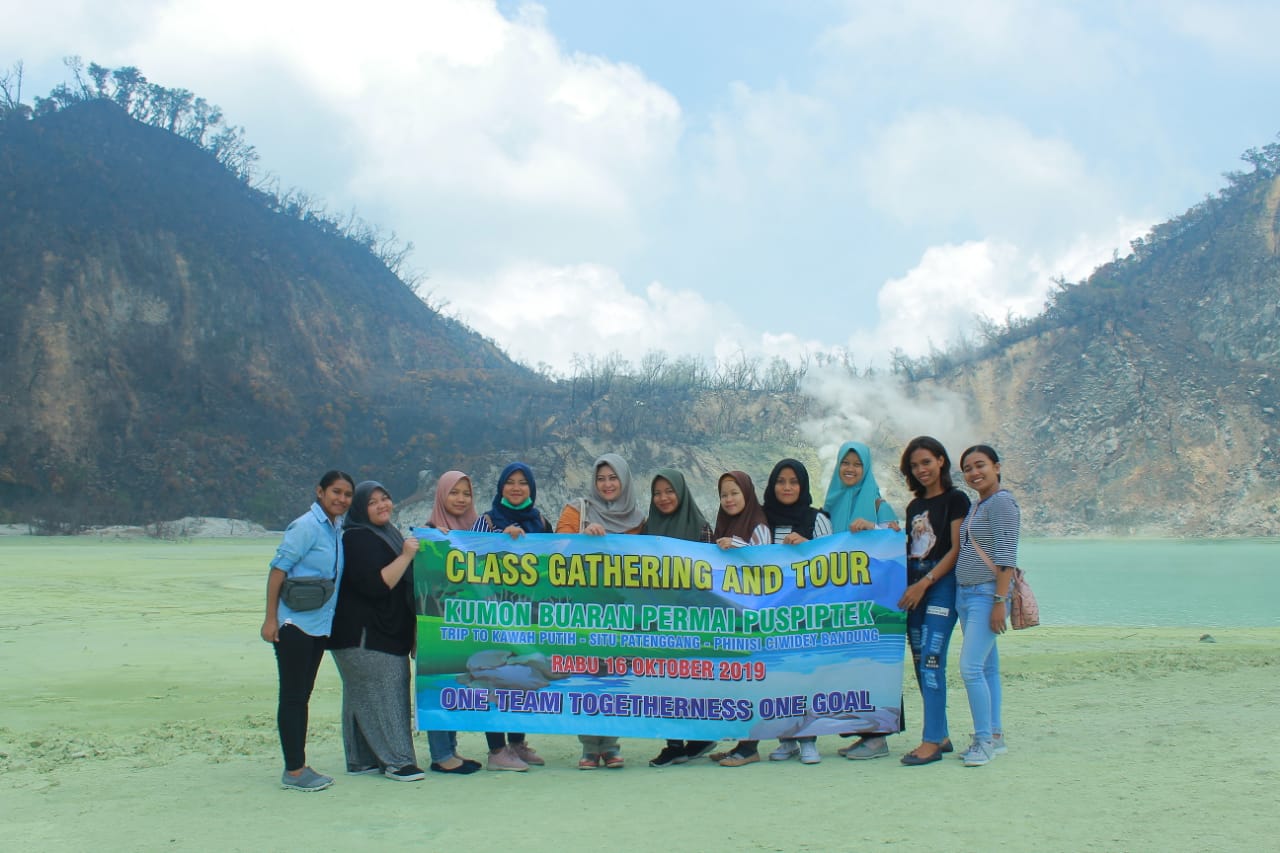 CLASS GATHERING AND TOUR
KUMON BUARAN PERMAI PUSPIPTEK
TRIP TO KAWAH PUTIH - SITU PATENGGANG - PHINISI CIWIDEY BANDUNG
RABU 16 OKTOBER 2019
ONE TEAM TOGETHERNESS ONE GOAL